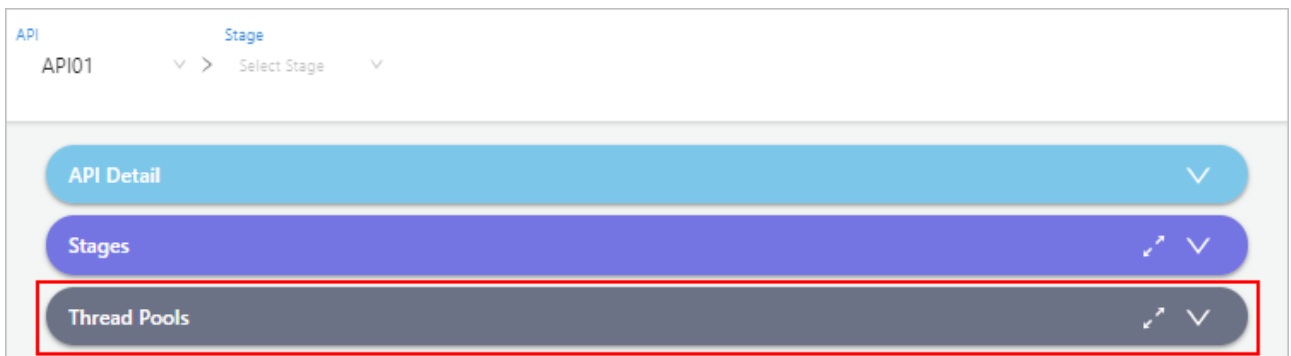 API Stage
API01 > Select Stage
API Detail
Stages
Thread Pools